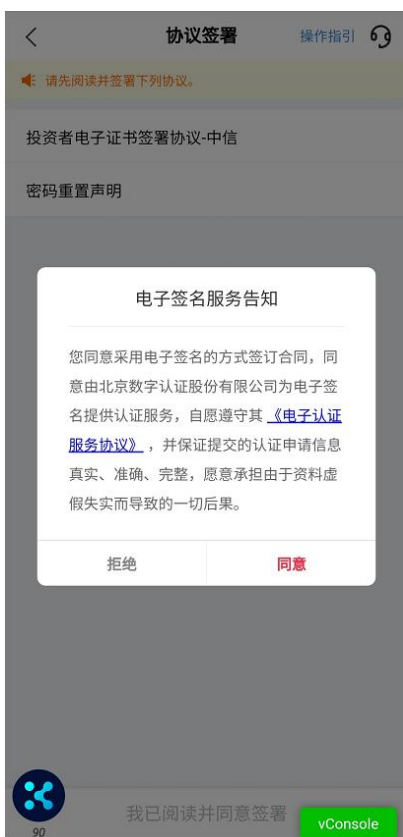 协议签署
操作指引
请先阅读并签署下列协议。
投资者电子证书签署协议-中信
密码重置声明
电子签名服务告知
您同意采用电子签名的方式签订合同，同
意由北京数字认证股份有限公司为电子签
名提供认证服务，自愿遵守其《电子认证
服务协议》，并保证提交的认证申请信息
真实、准确、完整，愿意承担由于资料虚
假失实而导致的一切后果。
拒绝
同意
我已阅读并同意签署
vConsole
90